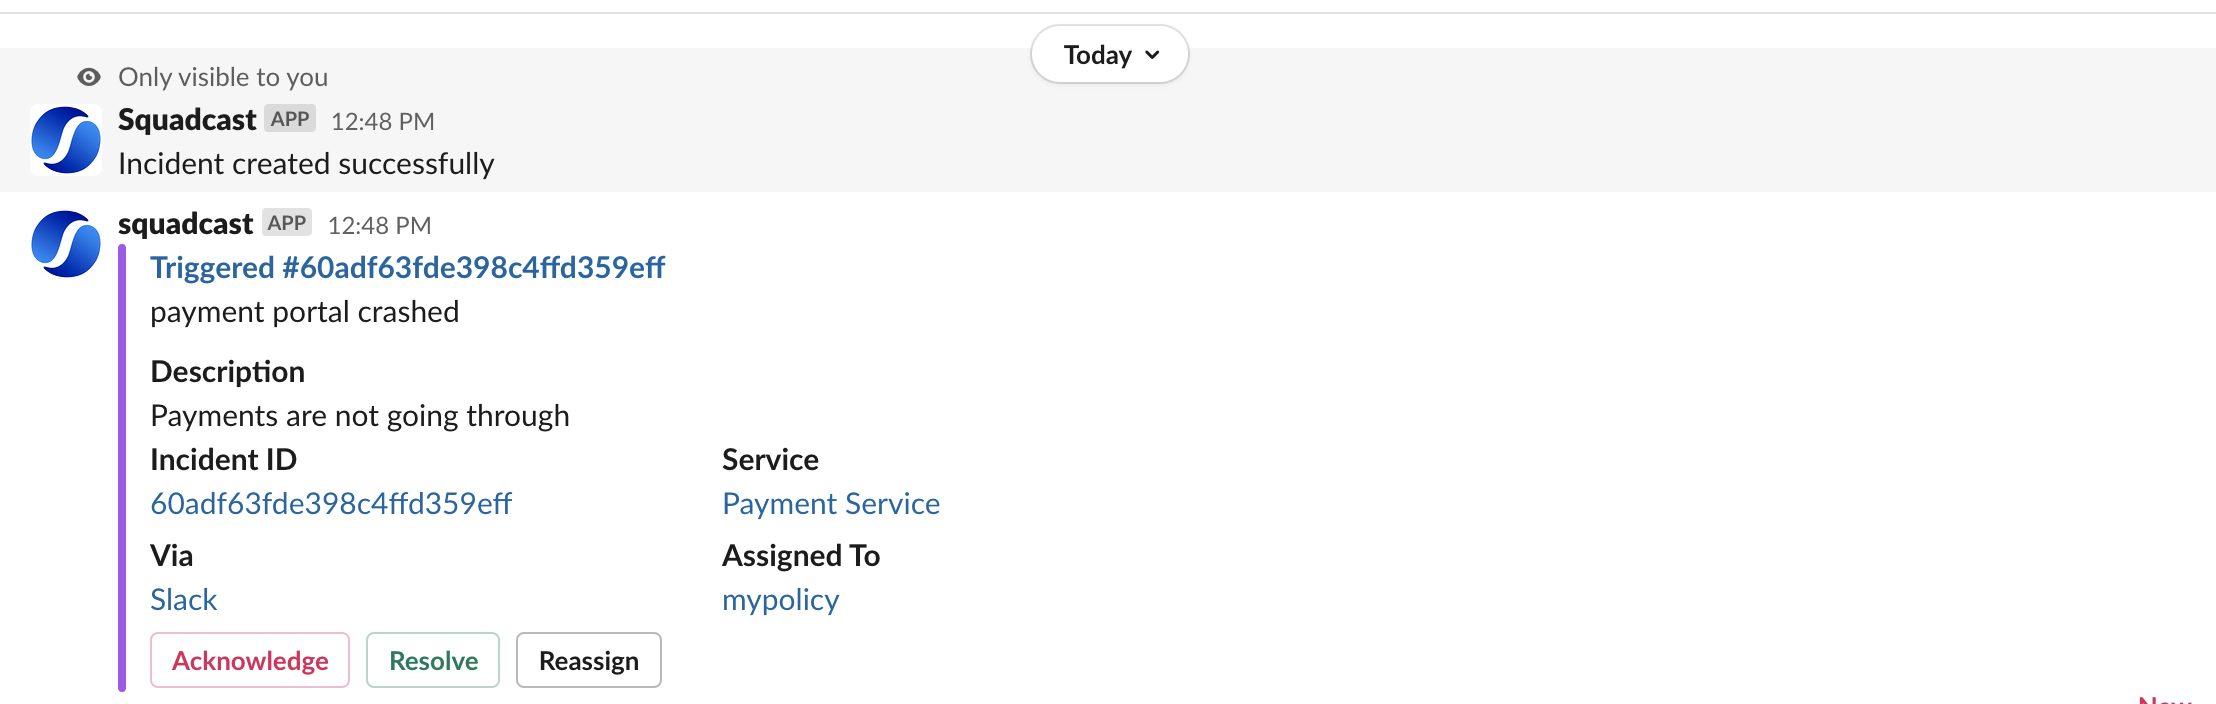 Today
Only visible to you
Squadcast APP 12:48 PM
Incident created successfully
squadcast APP 12:48 PM
Triggered #60adf63fde398c4ffd359eff
payment portal crashed
Description
Payments are not going through
Incident ID Service
60adf63fde398c4ffd359eff Payment Service
Via Assigned To
Slack mypolicy
Acknowledge Resolve Reassign
New